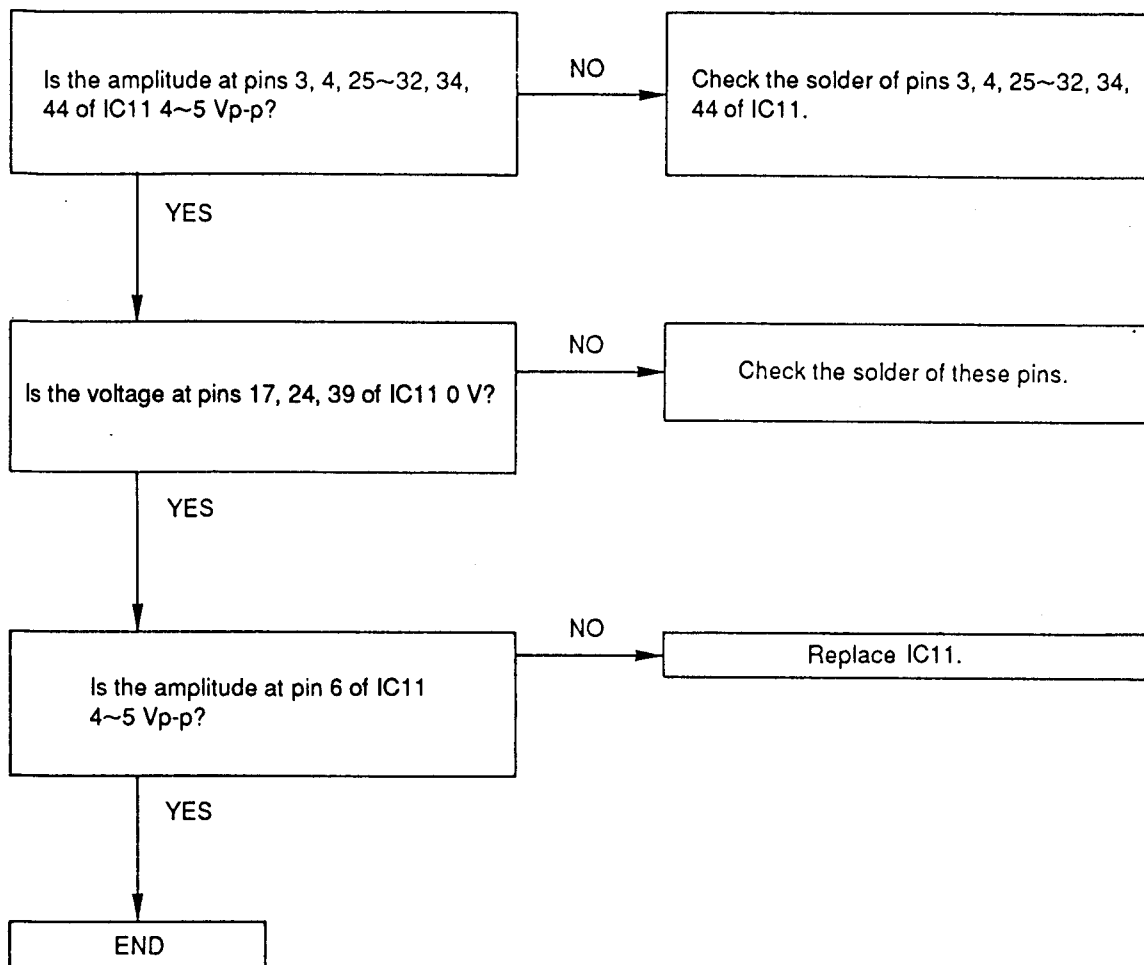 Is the amplitude at pins 3, 4, 25~32, 34,
44 of IC11 4~5 Vp-p?
NO
Check the solder of pins 3, 4, 25~32, 34,
44 of IC11.
YES
Is the voltage at pins 17, 24, 39 of IC11 0 V?
NO
Check the solder of these pins.
YES
Is the amplitude at pin 6 of IC11
4~5 Vp-p?
NO
Replace IC11.
YES
END